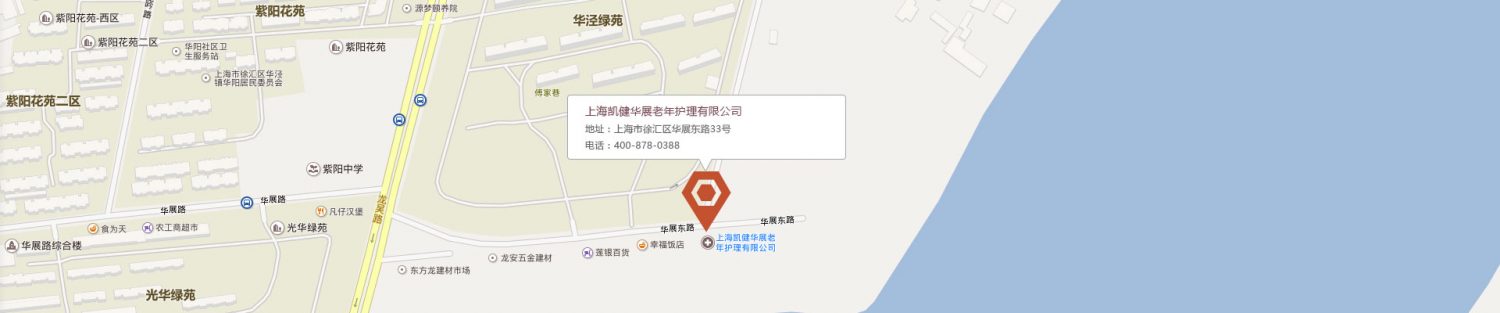 紫阳花苑-西区
紫阳花苑
源梦颐养院
华泾绿苑
紫阳花苑二区
华阳社区卫
生服务站
紫阳花苑
上海市徐汇区华泾
镇华阳居民委员会
紫阳花苑二区
傅家巷
上海凯健华展老年护理有限公司
地址：上海市徐汇区华展东路33号
电话：400-878-0388
紫阳中学
龙吴路
华展路
华展路
凡仔汉堡
食为天
农工商超市
光华绿苑
华展东路
华展东路
华展路综合楼
莲银百货
幸福饭店
上海凯健华展老
年护理有限公司
龙安五金建材
东方龙建材市场
光华绿苑